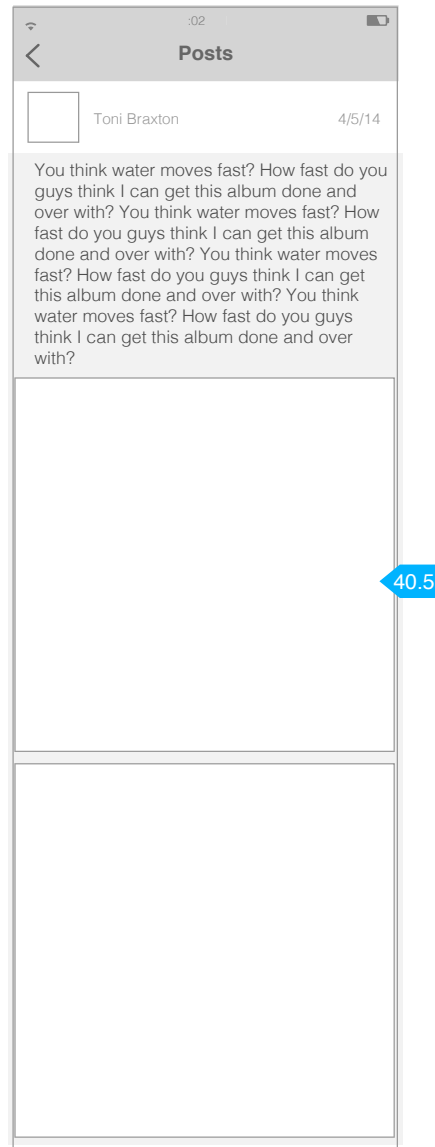 :02
Posts
Toni Braxton 4/5/14
You think water moves fast? How fast do you
guys think I can get this album done and
over with? You think water moves fast? How
fast do you guys think I can get this album
done and over with? You think water moves
fast? How fast do you guys think I can get
this album done and over with? You think
water moves fast? How fast do you guys
think I can get this album done and over
with?
40.5